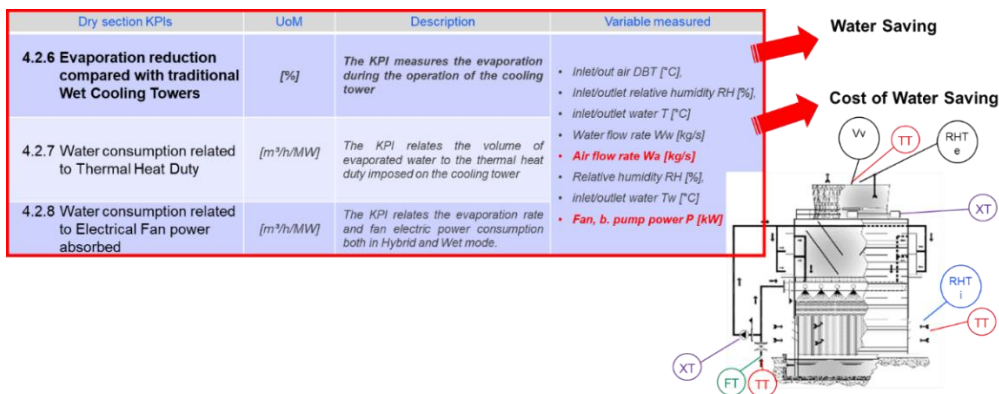 Dry section KPIs
UoM
Description
Variable measured
4.2.6 Evaporation reduction
compared with traditional
Wet Cooling Towers
[%]
The KPI measures the evaporation
during the operation of the cooling
tower
4.2.7 Water consumption related
to Thermal Heat Duty
[m³/h/MW]
The KPI relates the volume of
evaporated water to the thermal heat
duty imposed on the cooling tower
4.2.8 Water consumption related
to Electrical Fan power
absorbed
[m³/h/MW]
The KPI relates the evaporation rate
and fan electric power consumption
both in Hybrid and Wet mode.
• Inlet/out air DBT [°C],
• Inlet/outlet relative humidity RH [%],
• inlet/outlet water T [°C]
• Water flow rate Ww [kg/s]
• Air flow rate Wa [kg/s]
• Relative humidity RH [%],
• inlet/outlet water Tw [°C]
• Fan, b. pump power P [kW]
Water Saving
Cost of Water Saving
Vv
TT
RHT
e
XT
RHT
i
TT
XT
FT
TT